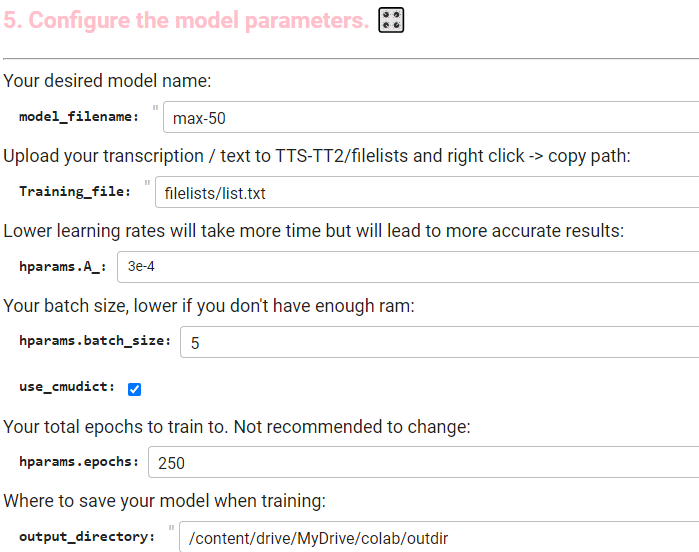 5. Configure the model parameters. 🎛️
Your desired model name:
model_filename: " max-50
Upload your transcription / text to TTS-TT2/filelists and right click -> copy path:
Training_file: " filelists/list.txt
Lower learning rates will take more time but will lead to more accurate results:
hparams.A_: 3e-4
Your batch size, lower if you don't have enough ram:
hparams.batch_size: 5
use_cmudict:
Your total epochs to train to. Not recommended to change:
hparams.epochs: 250
Where to save your model when training:
output_directory: " /content/drive/MyDrive/colab/outdir